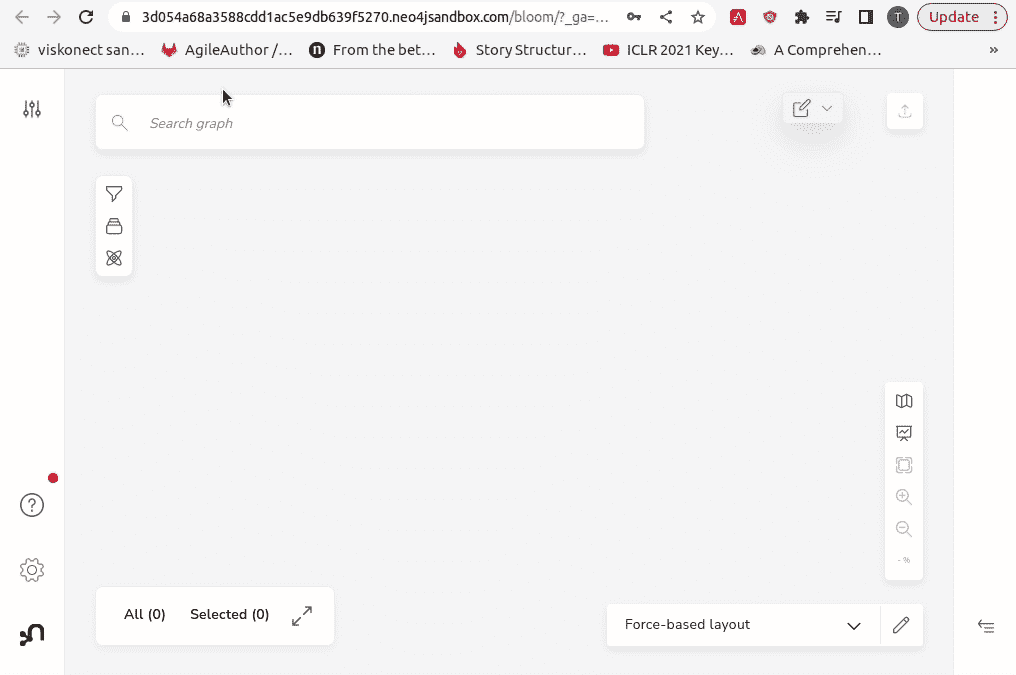 3d054a68a3588cdd1ac5e9db639f5270.neo4jsandbox.com/bloom/?_ga=...
T
Update
viskonect san...
AgileAuthor /...
n
From the bet...
Story Structur...
ICLR 2021 Key...
A Comprehen...
»
Search graph
?
- %
All (0)
Selected (0)
Force-based layout